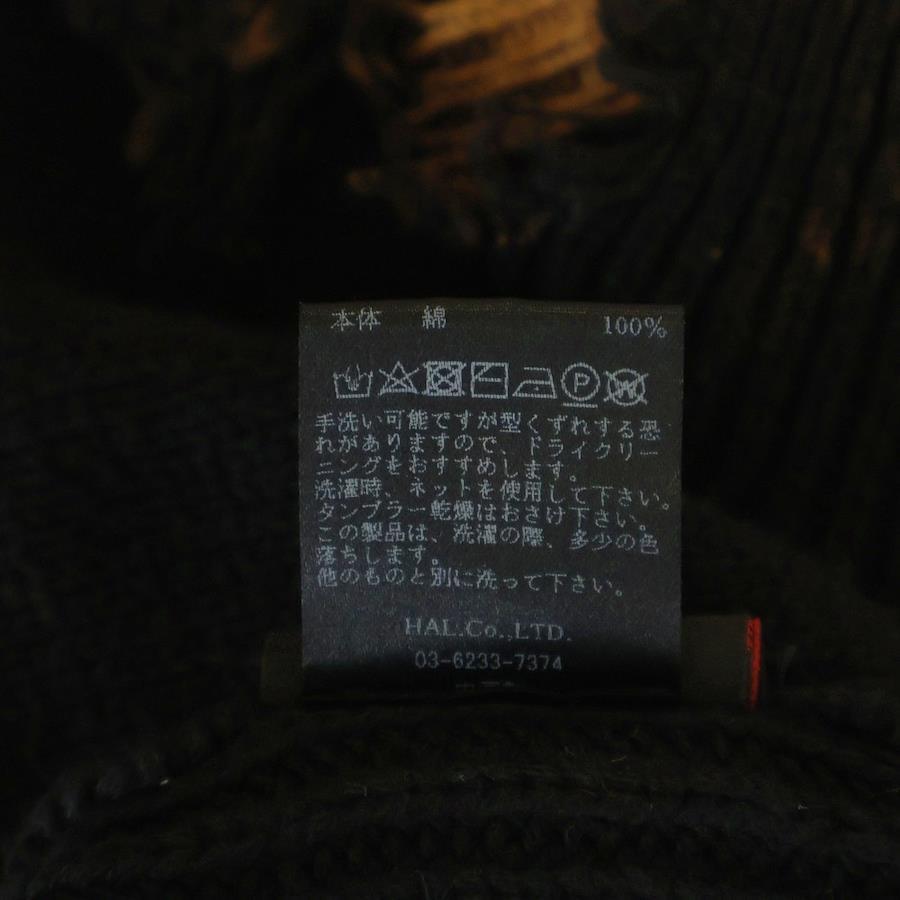 本体 綿 100%
手洗い可能ですが型くずれする恐
れがありますので、ドライクリー
ニングをおすすめします。
洗濯時、ネットを使用して下さい。
タンブラー乾燥はおさけ下さい。
この製品は、洗濯の際、多少の色
落ちします。
他のものと別に洗って下さい。
HAL.Co.,LTD.
03-6233-7374